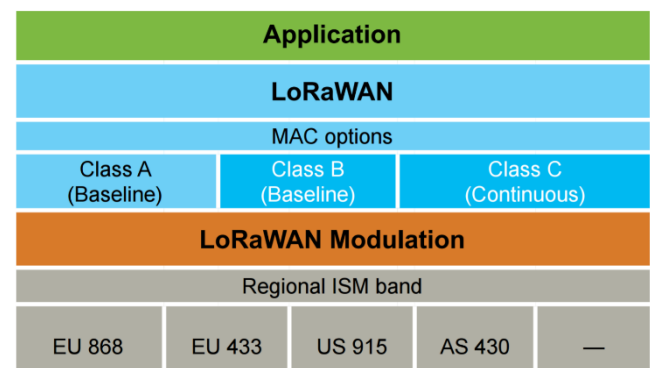 Application
LoRaWAN
MAC options
Class A Class B Class C
(Baseline) (Baseline) (Continuous)
LoRaWAN Modulation
Regional ISM band
EU 868 EU 433 US 915 AS 430 —